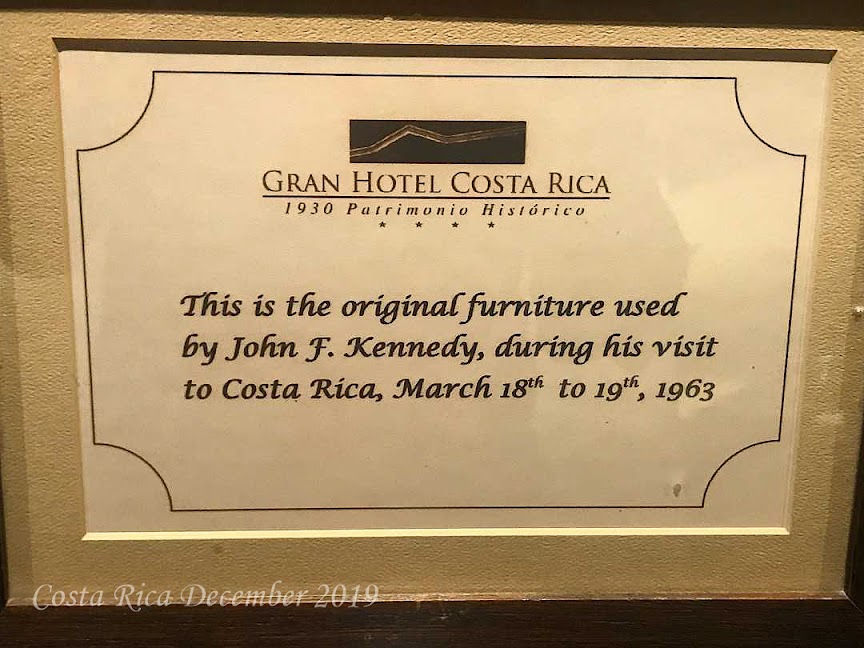 GRAN HOTEL COSTA RICA
1930 Patrimonio Histórico
This is the original furniture used
by John F. Kennedy, during his visit
to Costa Rica, March 18th to 19th, 1963
Costa Rica December 2019